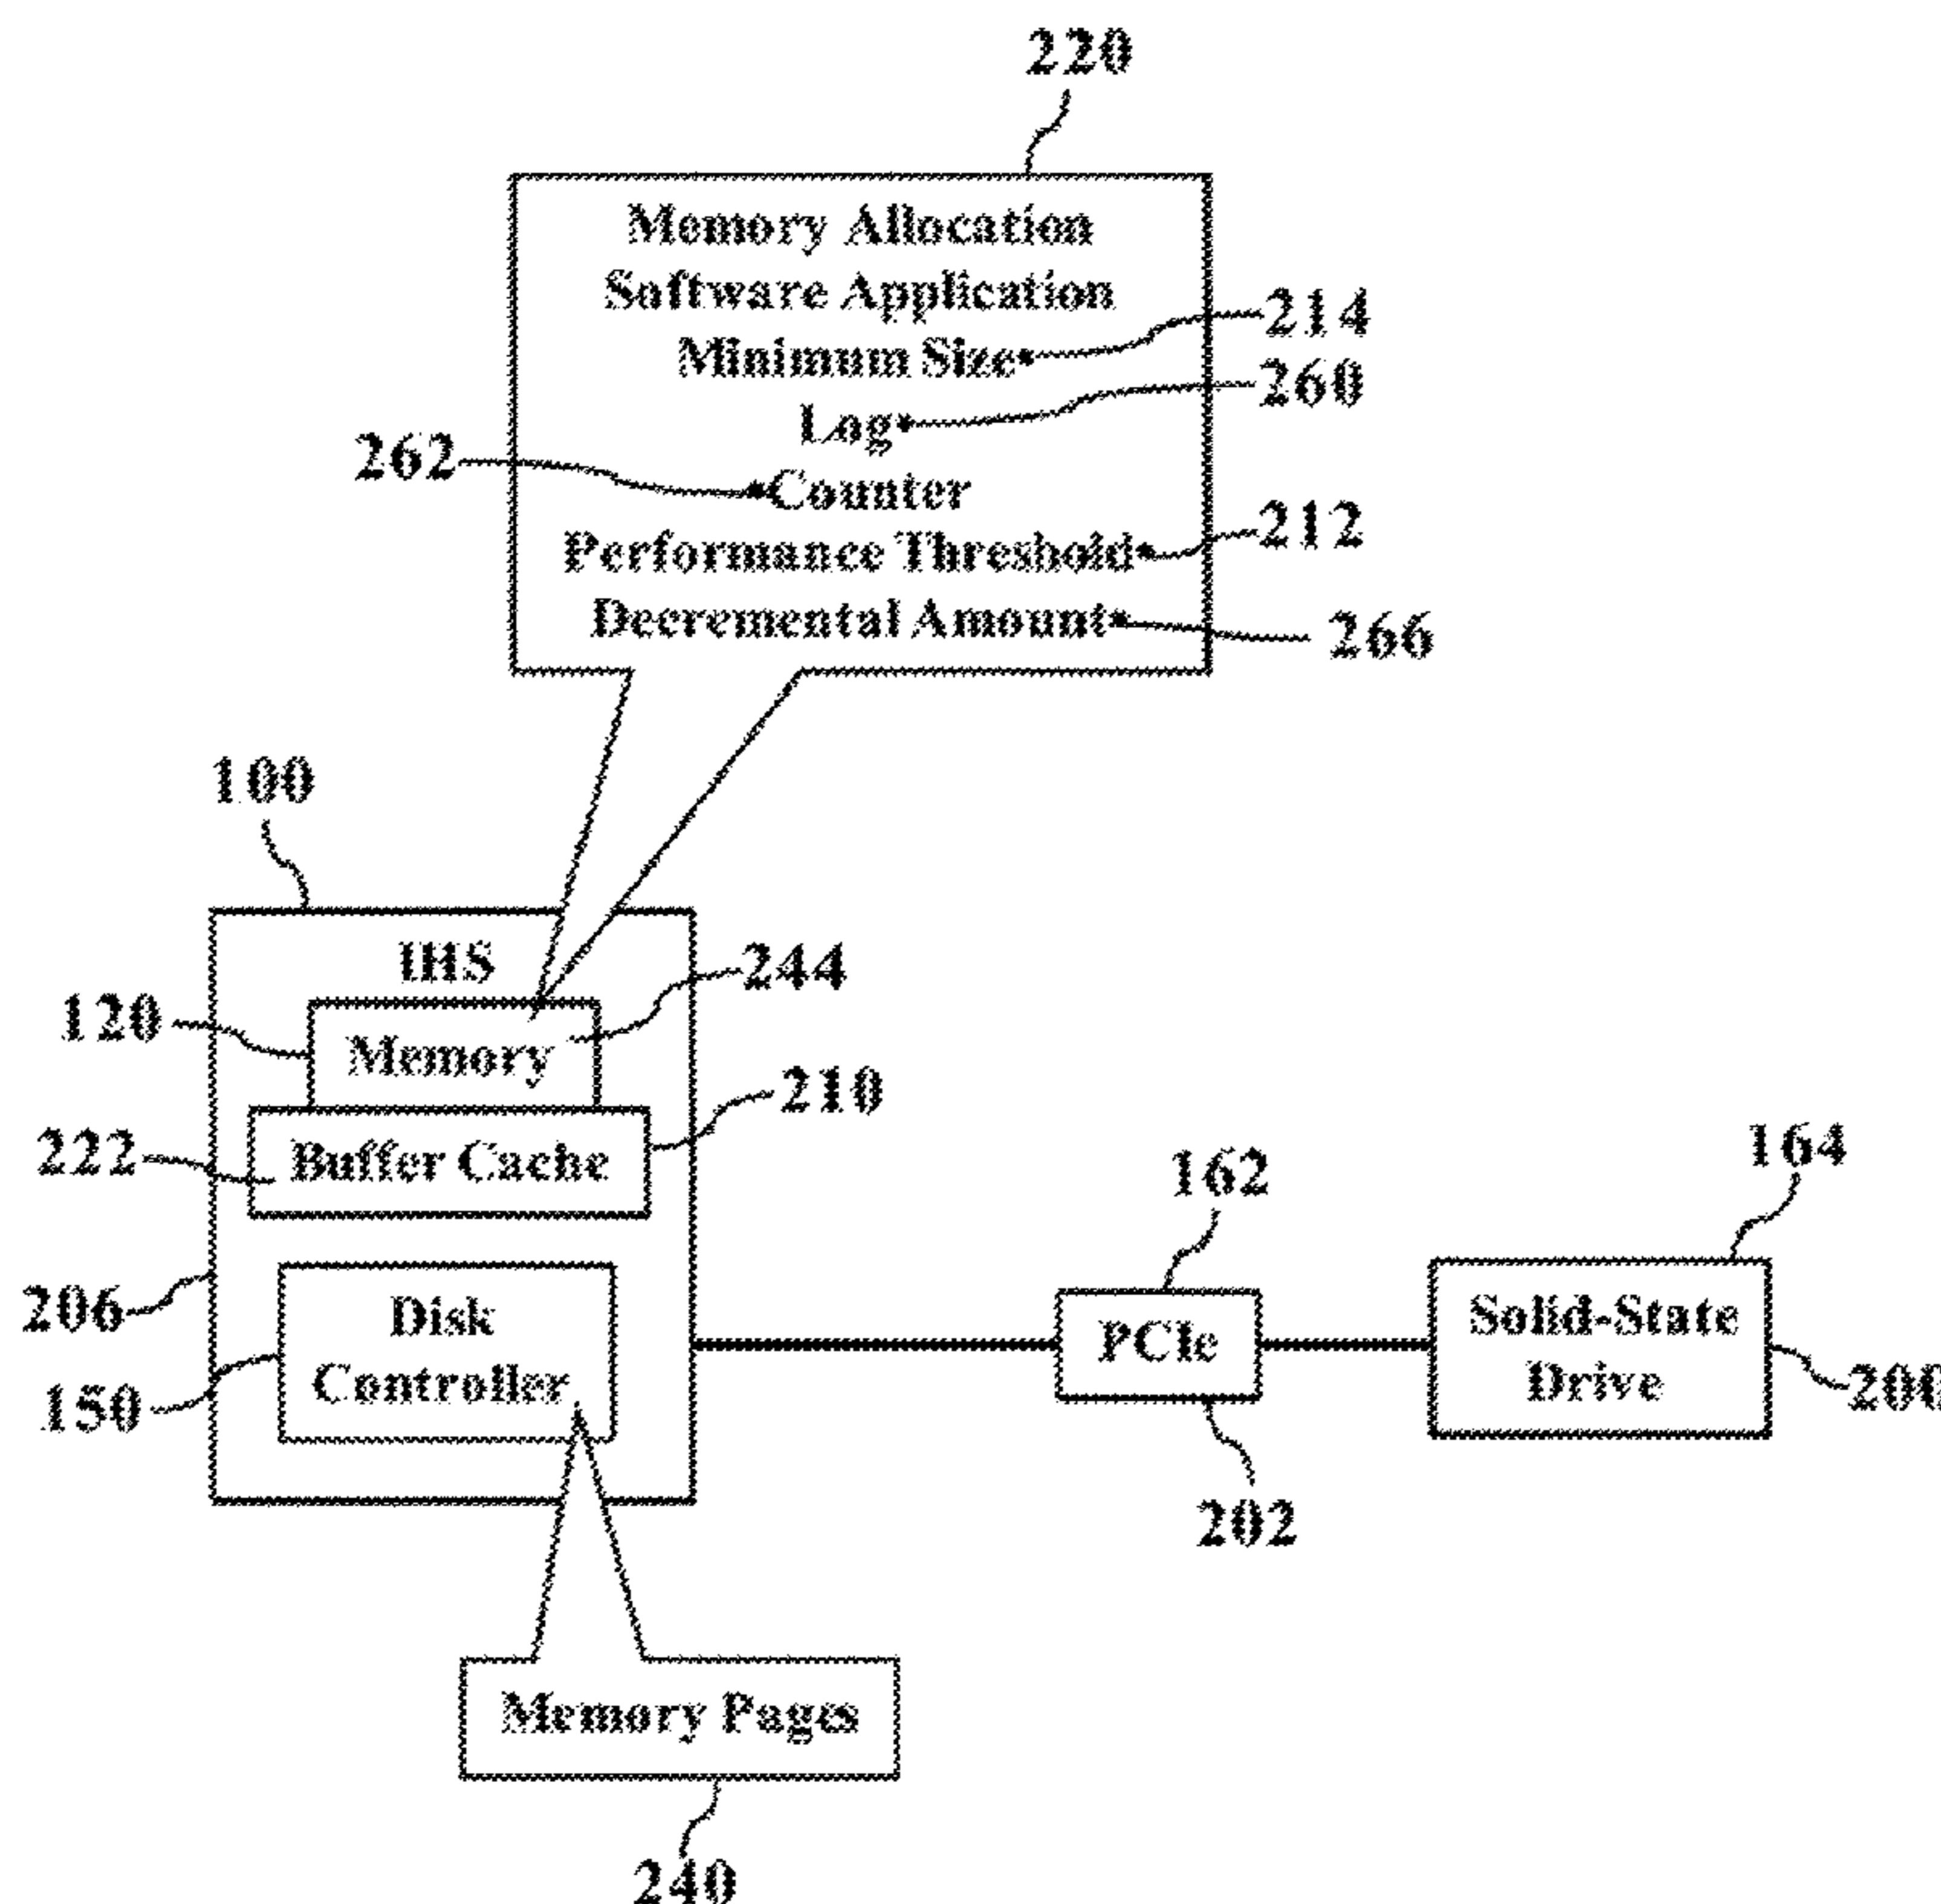 220
Memory Allocation
Software Application
Minimum Size
214
Log
260
262
Counter
Performance Threshold
212
Decremental Amount
266
100
IHS
244
120
Memory
210
222
Buffer Cache
162
164
206
Disk
Controller
150
PCIe
Solid-State
Drive
200
202
Memory Pages
240